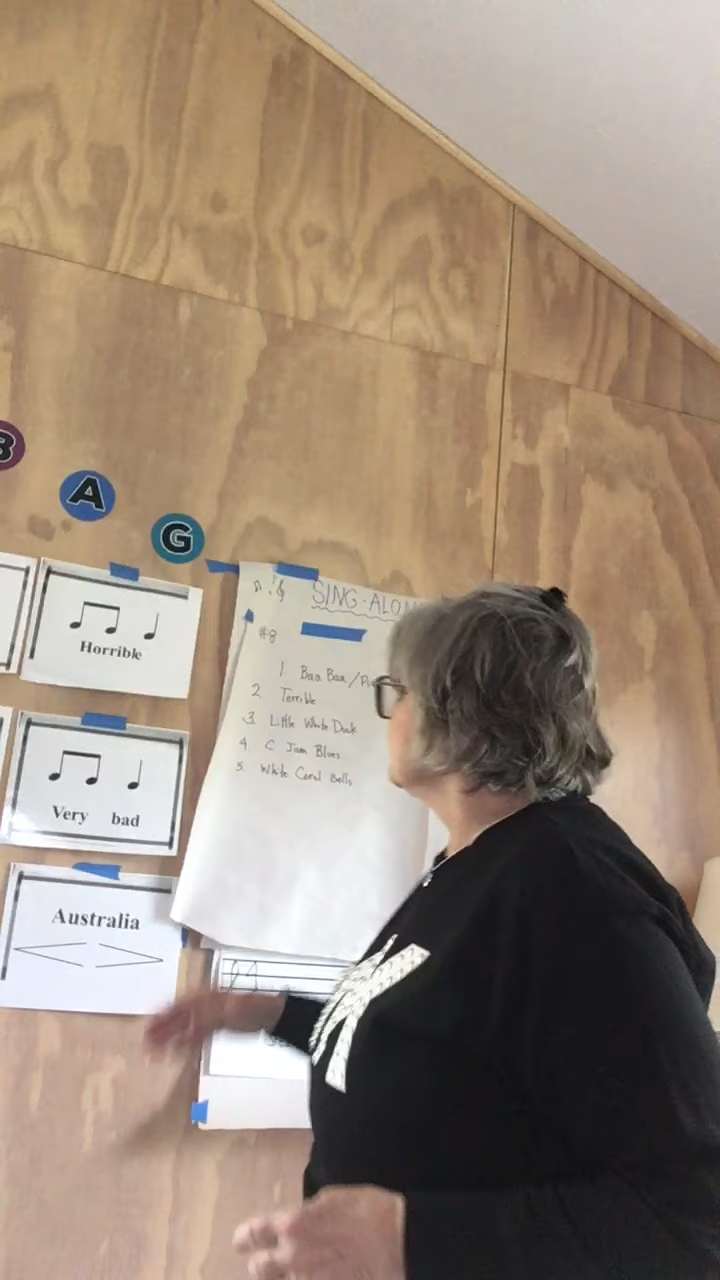 B
A
G
Horrible
Very bad
Australia
SING-ALON
#8
1. Baa Baa /
2 Terrible
3. Little White Duck
4. C Jam Blues
5. White Coral Bells